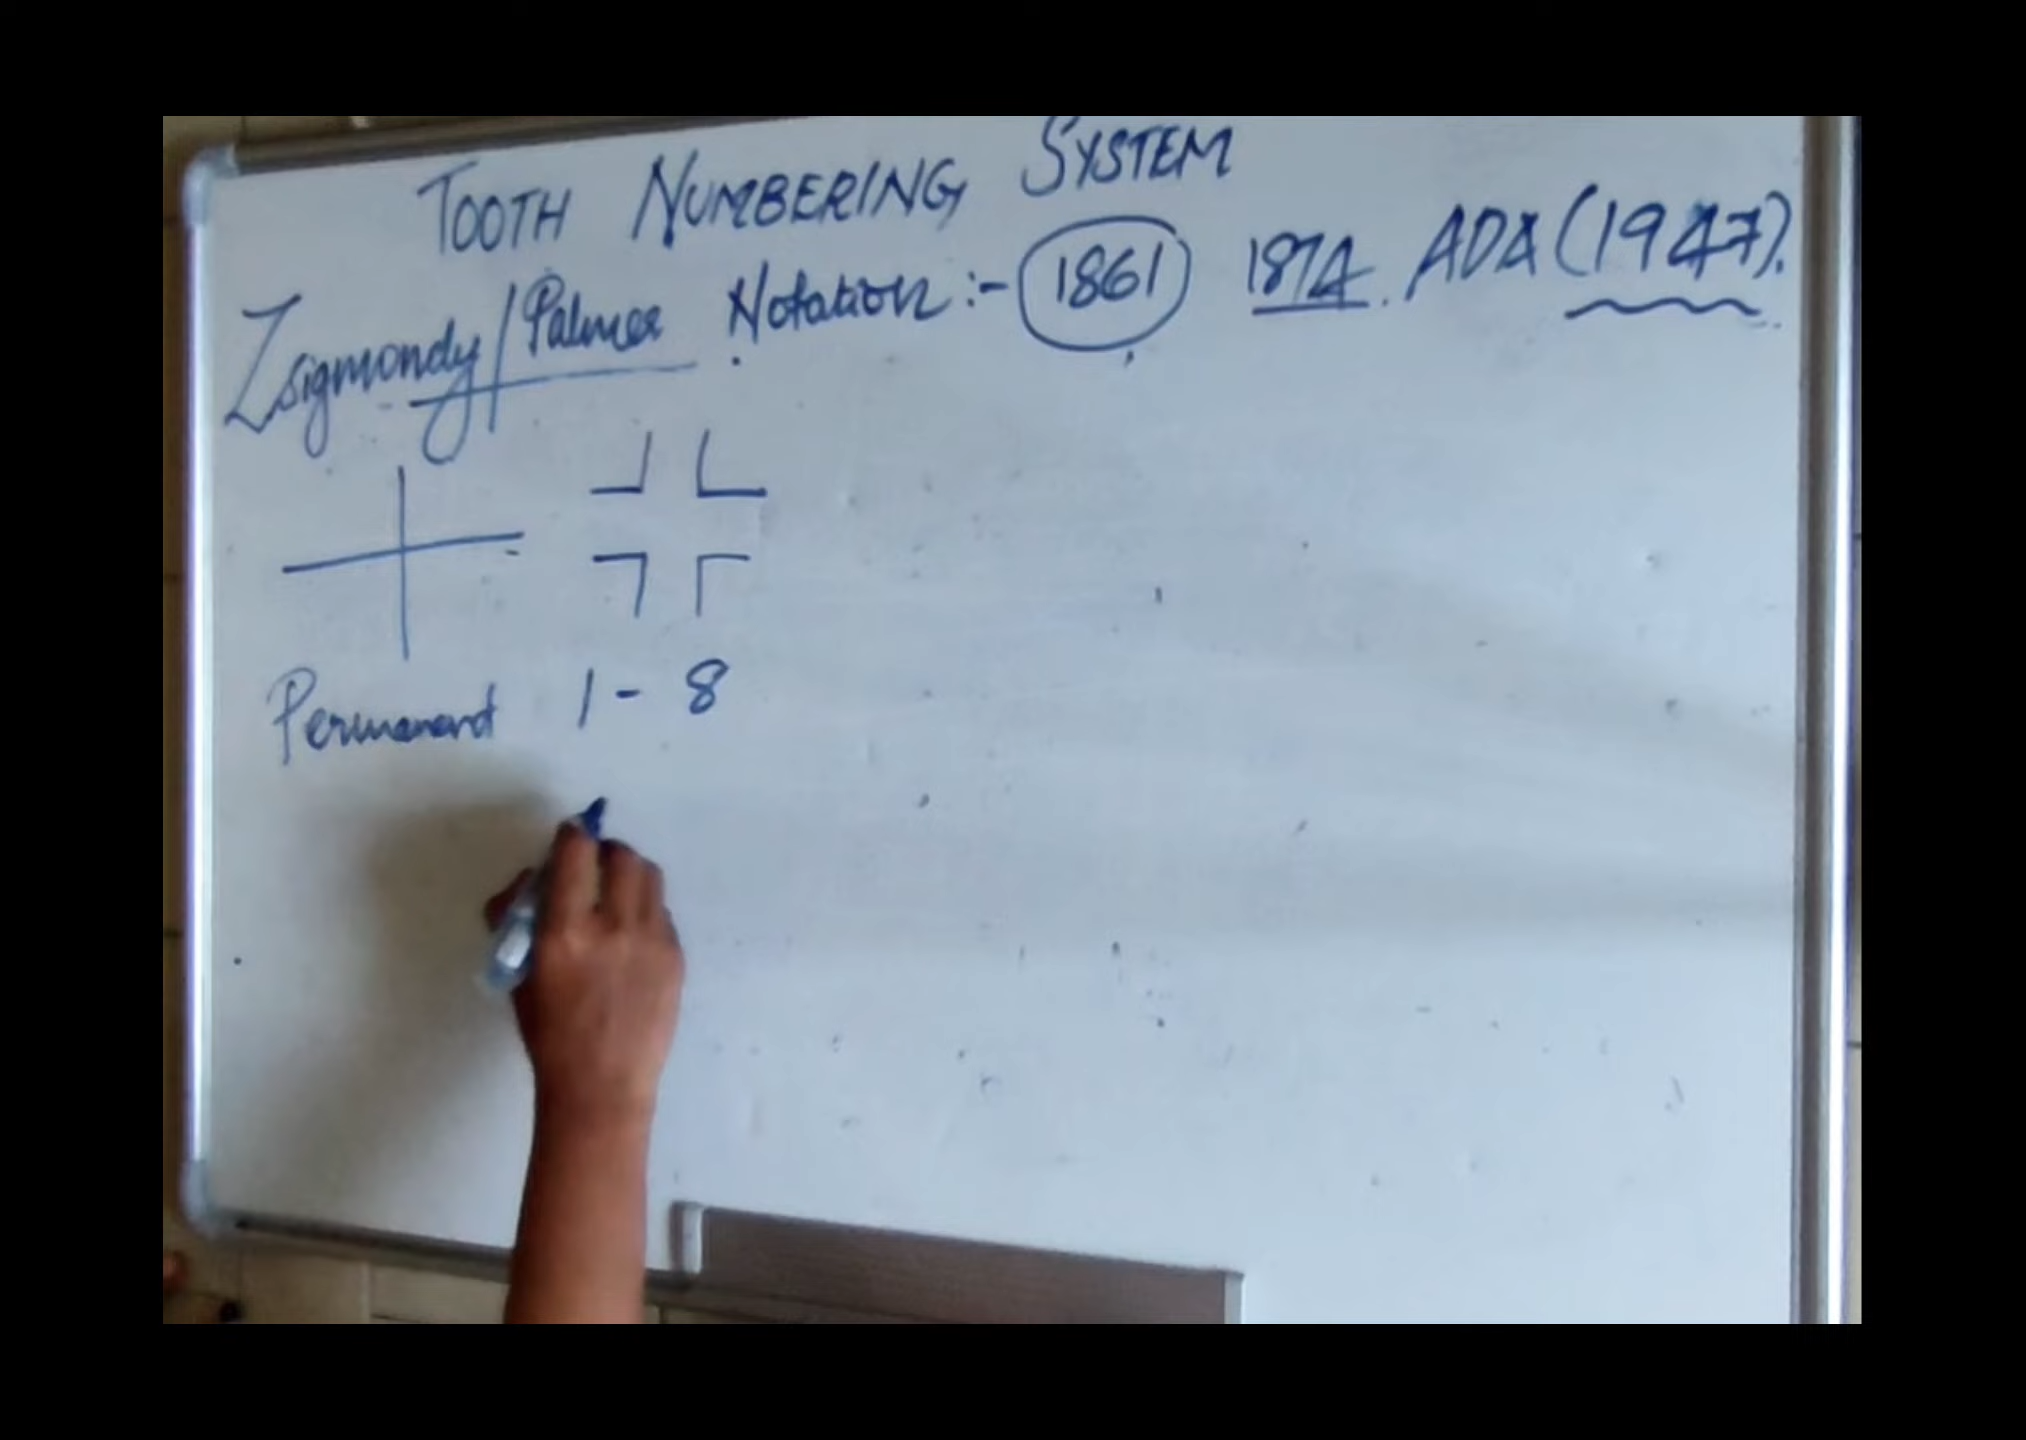 TOOTH NUMBERING SYSTEM
Zsigmondy/Palmer Notation :- 1861 1874. ADA (1947).
Permanent 1 - 8